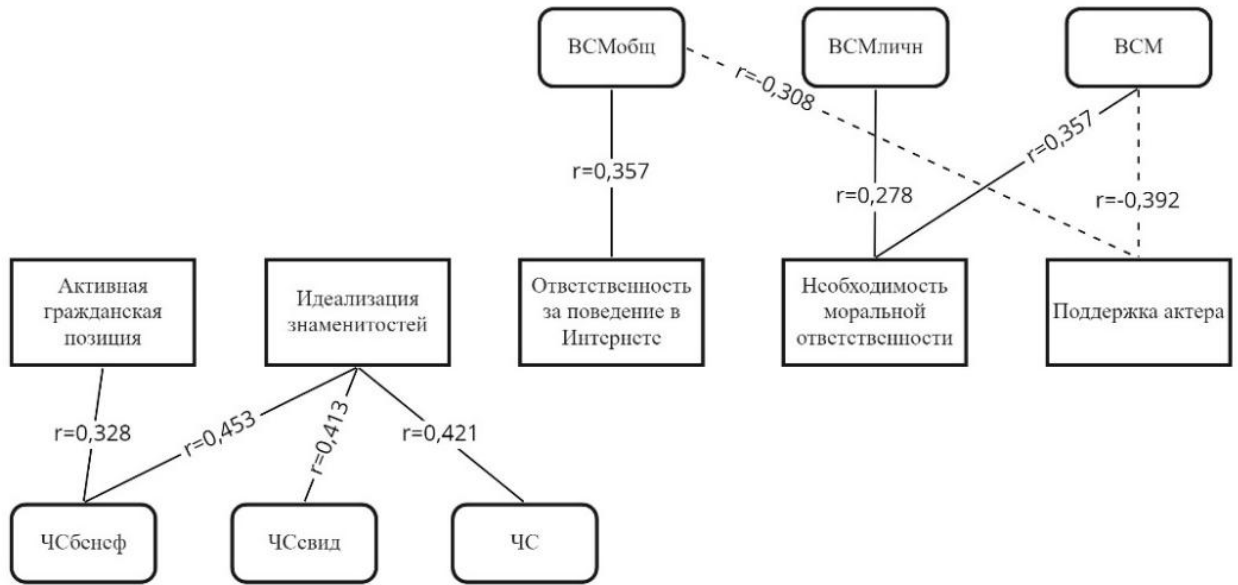 ВСМобщ
ВСМличн
ВСМ
r=-0,308
r=0,357
r=0,357
r=0,278
r=-0,392
Активная
гражданская
позиция
Идеализация
знаменитостей
Ответственность
за поведение в
Интернете
Необходимость
моральной
ответственности
Поддержка актера
r=0,328
r=0,453
r=0,413
r=0,421
ЧСбенеф
ЧСсвид
ЧС